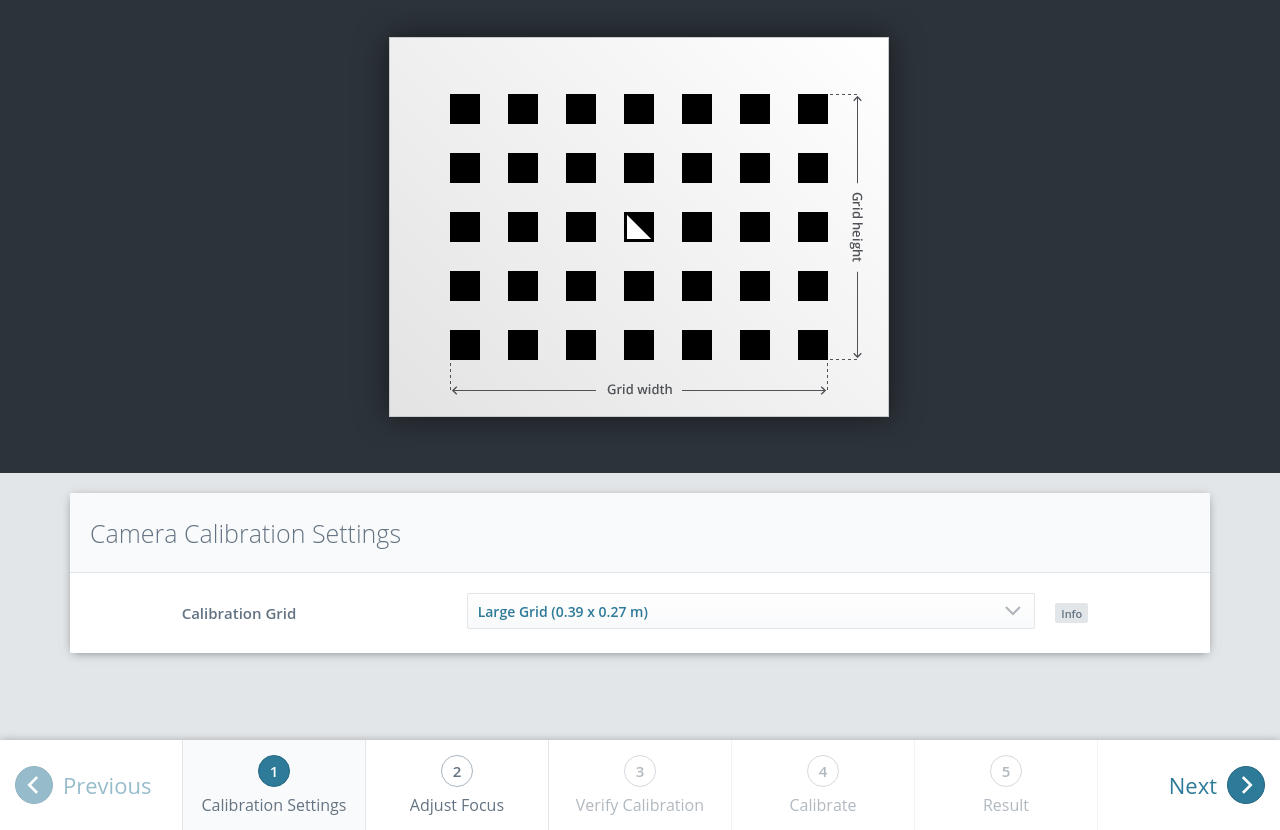 Grid height
Grid width
Camera Calibration Settings
Calibration Grid
Large Grid (0.39 x 0.27 m)
Info
Previous
1
Calibration Settings
2
Adjust Focus
3
Verify Calibration
4
Calibrate
5
Result
Next